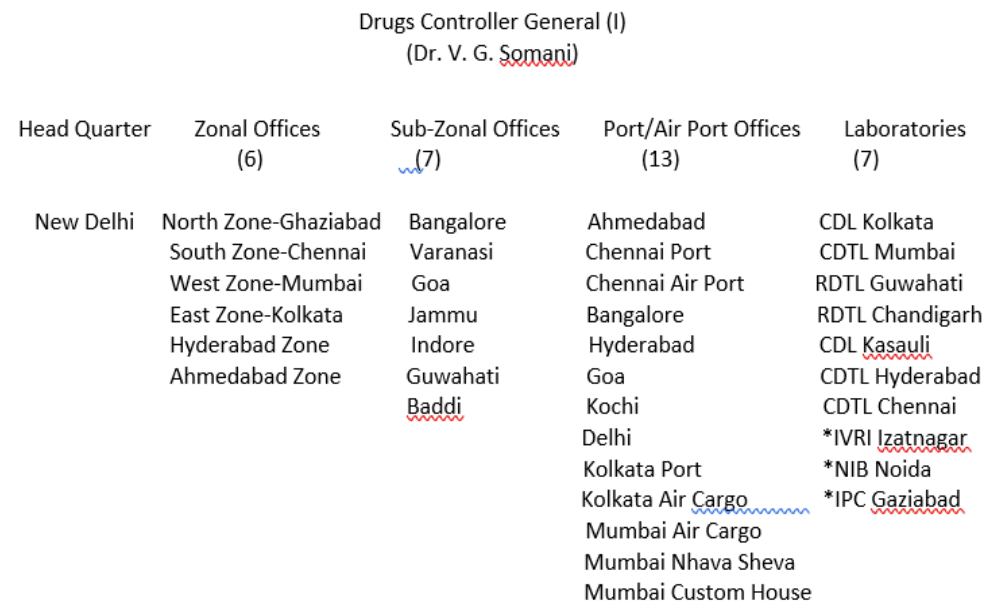 Drugs Controller General (I)
(Dr. V. G. Somani)
Head Quarter Zonal Offices Sub-Zonal Offices Port/Air Port Offices Laboratories
(6) (7) (13) (7)
New Delhi North Zone-Ghaziabad Bangalore Ahmedabad CDL Kolkata
South Zone-Chennai Varanasi Chennai Port CDTL Mumbai
West Zone-Mumbai Goa Chennai Air Port RDTL Guwahati
East Zone-Kolkata Jammu Bangalore RDTL Chandigarh
Hyderabad Zone Indore Hyderabad CDL Kasauli
Ahmedabad Zone Guwahati Goa CDTL Hyderabad
Baddi Kochi CDTL Chennai
Delhi *IVRI Izatnagar
Kolkata Port *NIB Noida
Kolkata Air Cargo *IPC Gaziabad
Mumbai Air Cargo
Mumbai Nhava Sheva
Mumbai Custom House